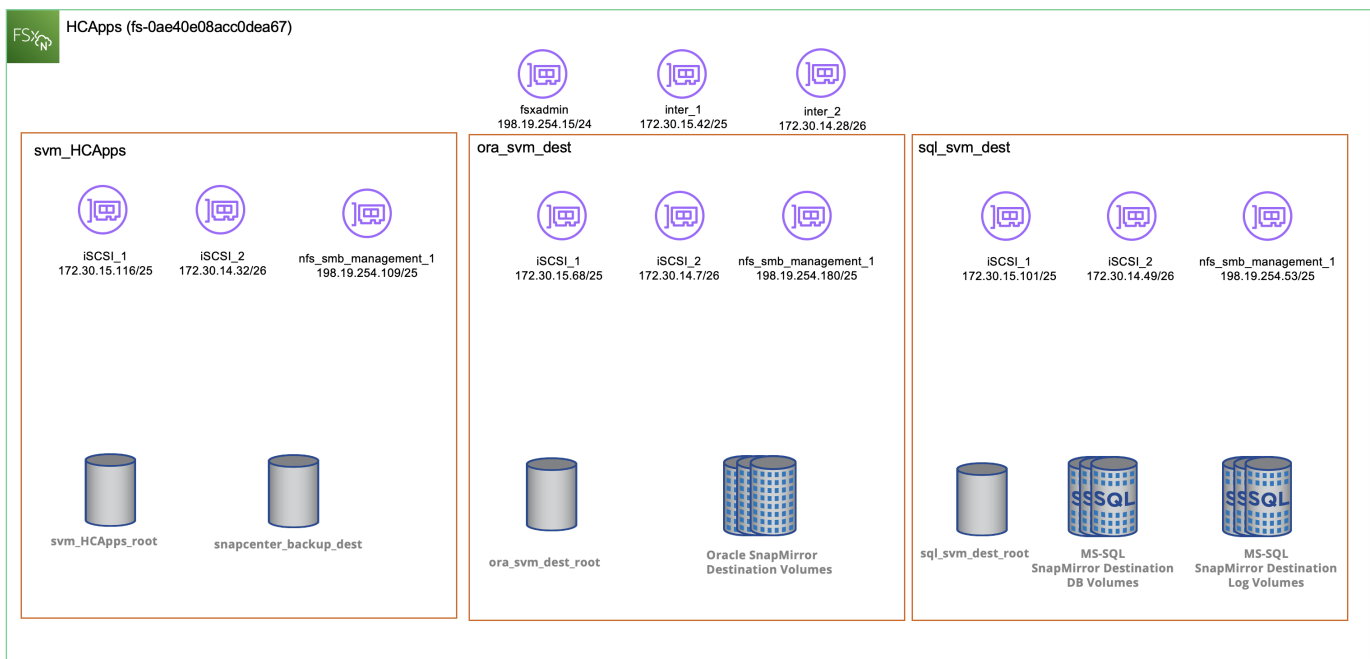 FSx
N
HCApps (fs-0ae40e08acc0dea67)
fsxadmin
198.19.254.15/24
inter_1
172.30.15.42/25
inter_2
172.30.14.28/26
svm_HCApps
iSCSI_1
172.30.15.116/25
iSCSI_2
172.30.14.32/26
nfs_smb_management_1
198.19.254.109/25
svm_HCApps_root
snapcenter_backup_dest
ora_svm_dest
iSCSI_1
172.30.15.68/25
iSCSI_2
172.30.14.7/26
nfs_smb_management_1
198.19.254.180/25
ora_svm_dest_root
Oracle SnapMirror
Destination Volumes
sql_svm_dest
iSCSI_1
172.30.15.101/25
iSCSI_2
172.30.14.49/26
nfs_smb_management_1
198.19.254.53/25
sql_svm_dest_root
SSSQL
MS-SQL
SnapMirror Destination
DB Volumes
SSSQL
MS-SQL
SnapMirror Destination
Log Volumes